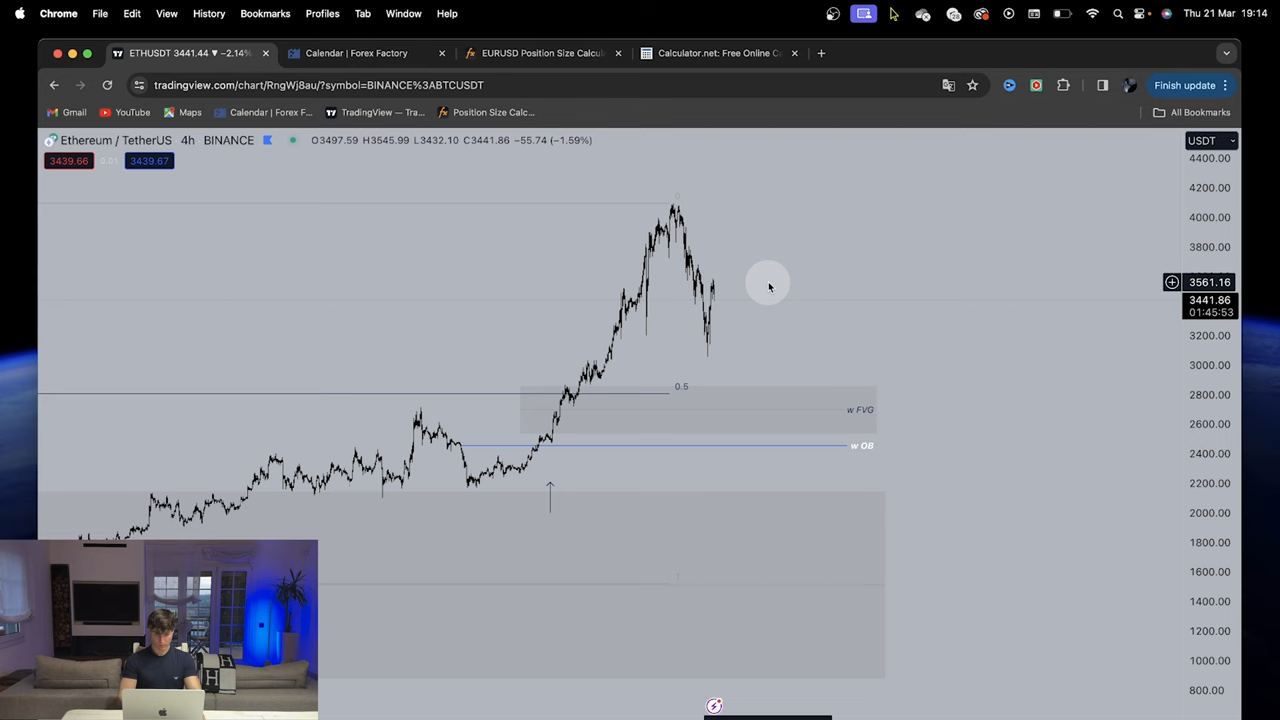 Chrome File Edit View History Bookmarks Profiles Tab Window Help 28 Thu 21 Mar 19:14
ETHUSDT 3441.44 ▼ −2.14% Calendar | Forex Factory EURUSD Position Size Calcul Calculator.net: Free Online Ca
tradingview.com/chart/RngWj8au/?symbol=BINANCE%3ABTCUSDT Finish update
Gmail YouTube Maps Calendar | Forex F... TradingView — Tra... Position Size Calc... All Bookmarks
Ethereum / TetherUS 4h BINANCE O3497.59 H3545.99 L3432.10 C3441.86 −55.74 (−1.59%) USDT
3439.66 0.01 3439.67
4400.00
4200.00
0
4000.00
3800.00
3561.16
3441.86
01:45:53
3200.00
3000.00
0.5
2800.00
w FVG
2600.00
w OB
2400.00
2200.00
2000.00
1800.00
1600.00
1
1400.00
1200.00
H
1000.00
800.00